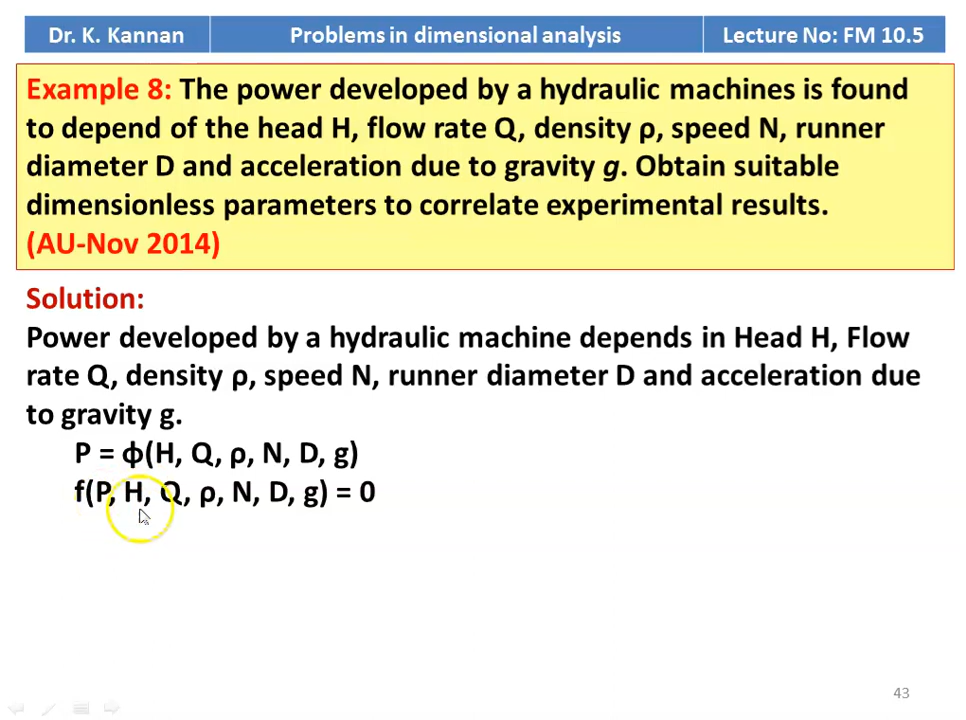 Dr. K. Kannan
Problems in dimensional analysis
Lecture No: FM 10.5
Example 8: The power developed by a hydraulic machines is found
to depend of the head H, flow rate Q, density ρ, speed N, runner
diameter D and acceleration due to gravity g. Obtain suitable
dimensionless parameters to correlate experimental results.
(AU-Nov 2014)
Solution:
Power developed by a hydraulic machine depends in Head H, Flow
rate Q, density ρ, speed N, runner diameter D and acceleration due
to gravity g.
P = ϕ(H, Q, ρ, N, D, g)
f(P, H, Q, ρ, N, D, g) = 0
43